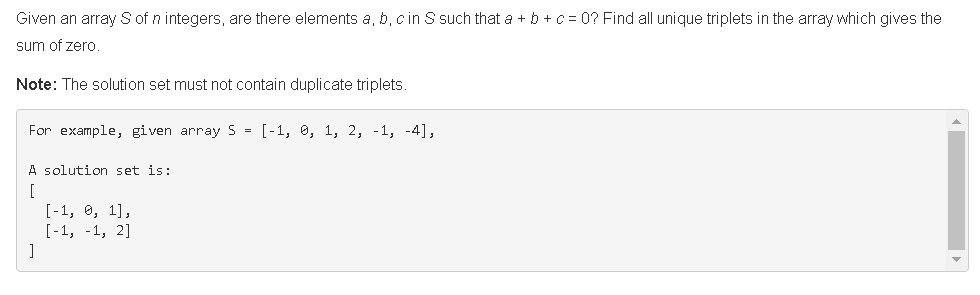 Given an array S of n integers, are there elements a, b, c in S such that a + b + c = 0? Find all unique triplets in the array which gives the
sum of zero.
Note: The solution set must not contain duplicate triplets.
For example, given array S = [-1, 0, 1, 2, -1, -4],
A solution set is:
[
  [-1, 0, 1],
  [-1, -1, 2]
]